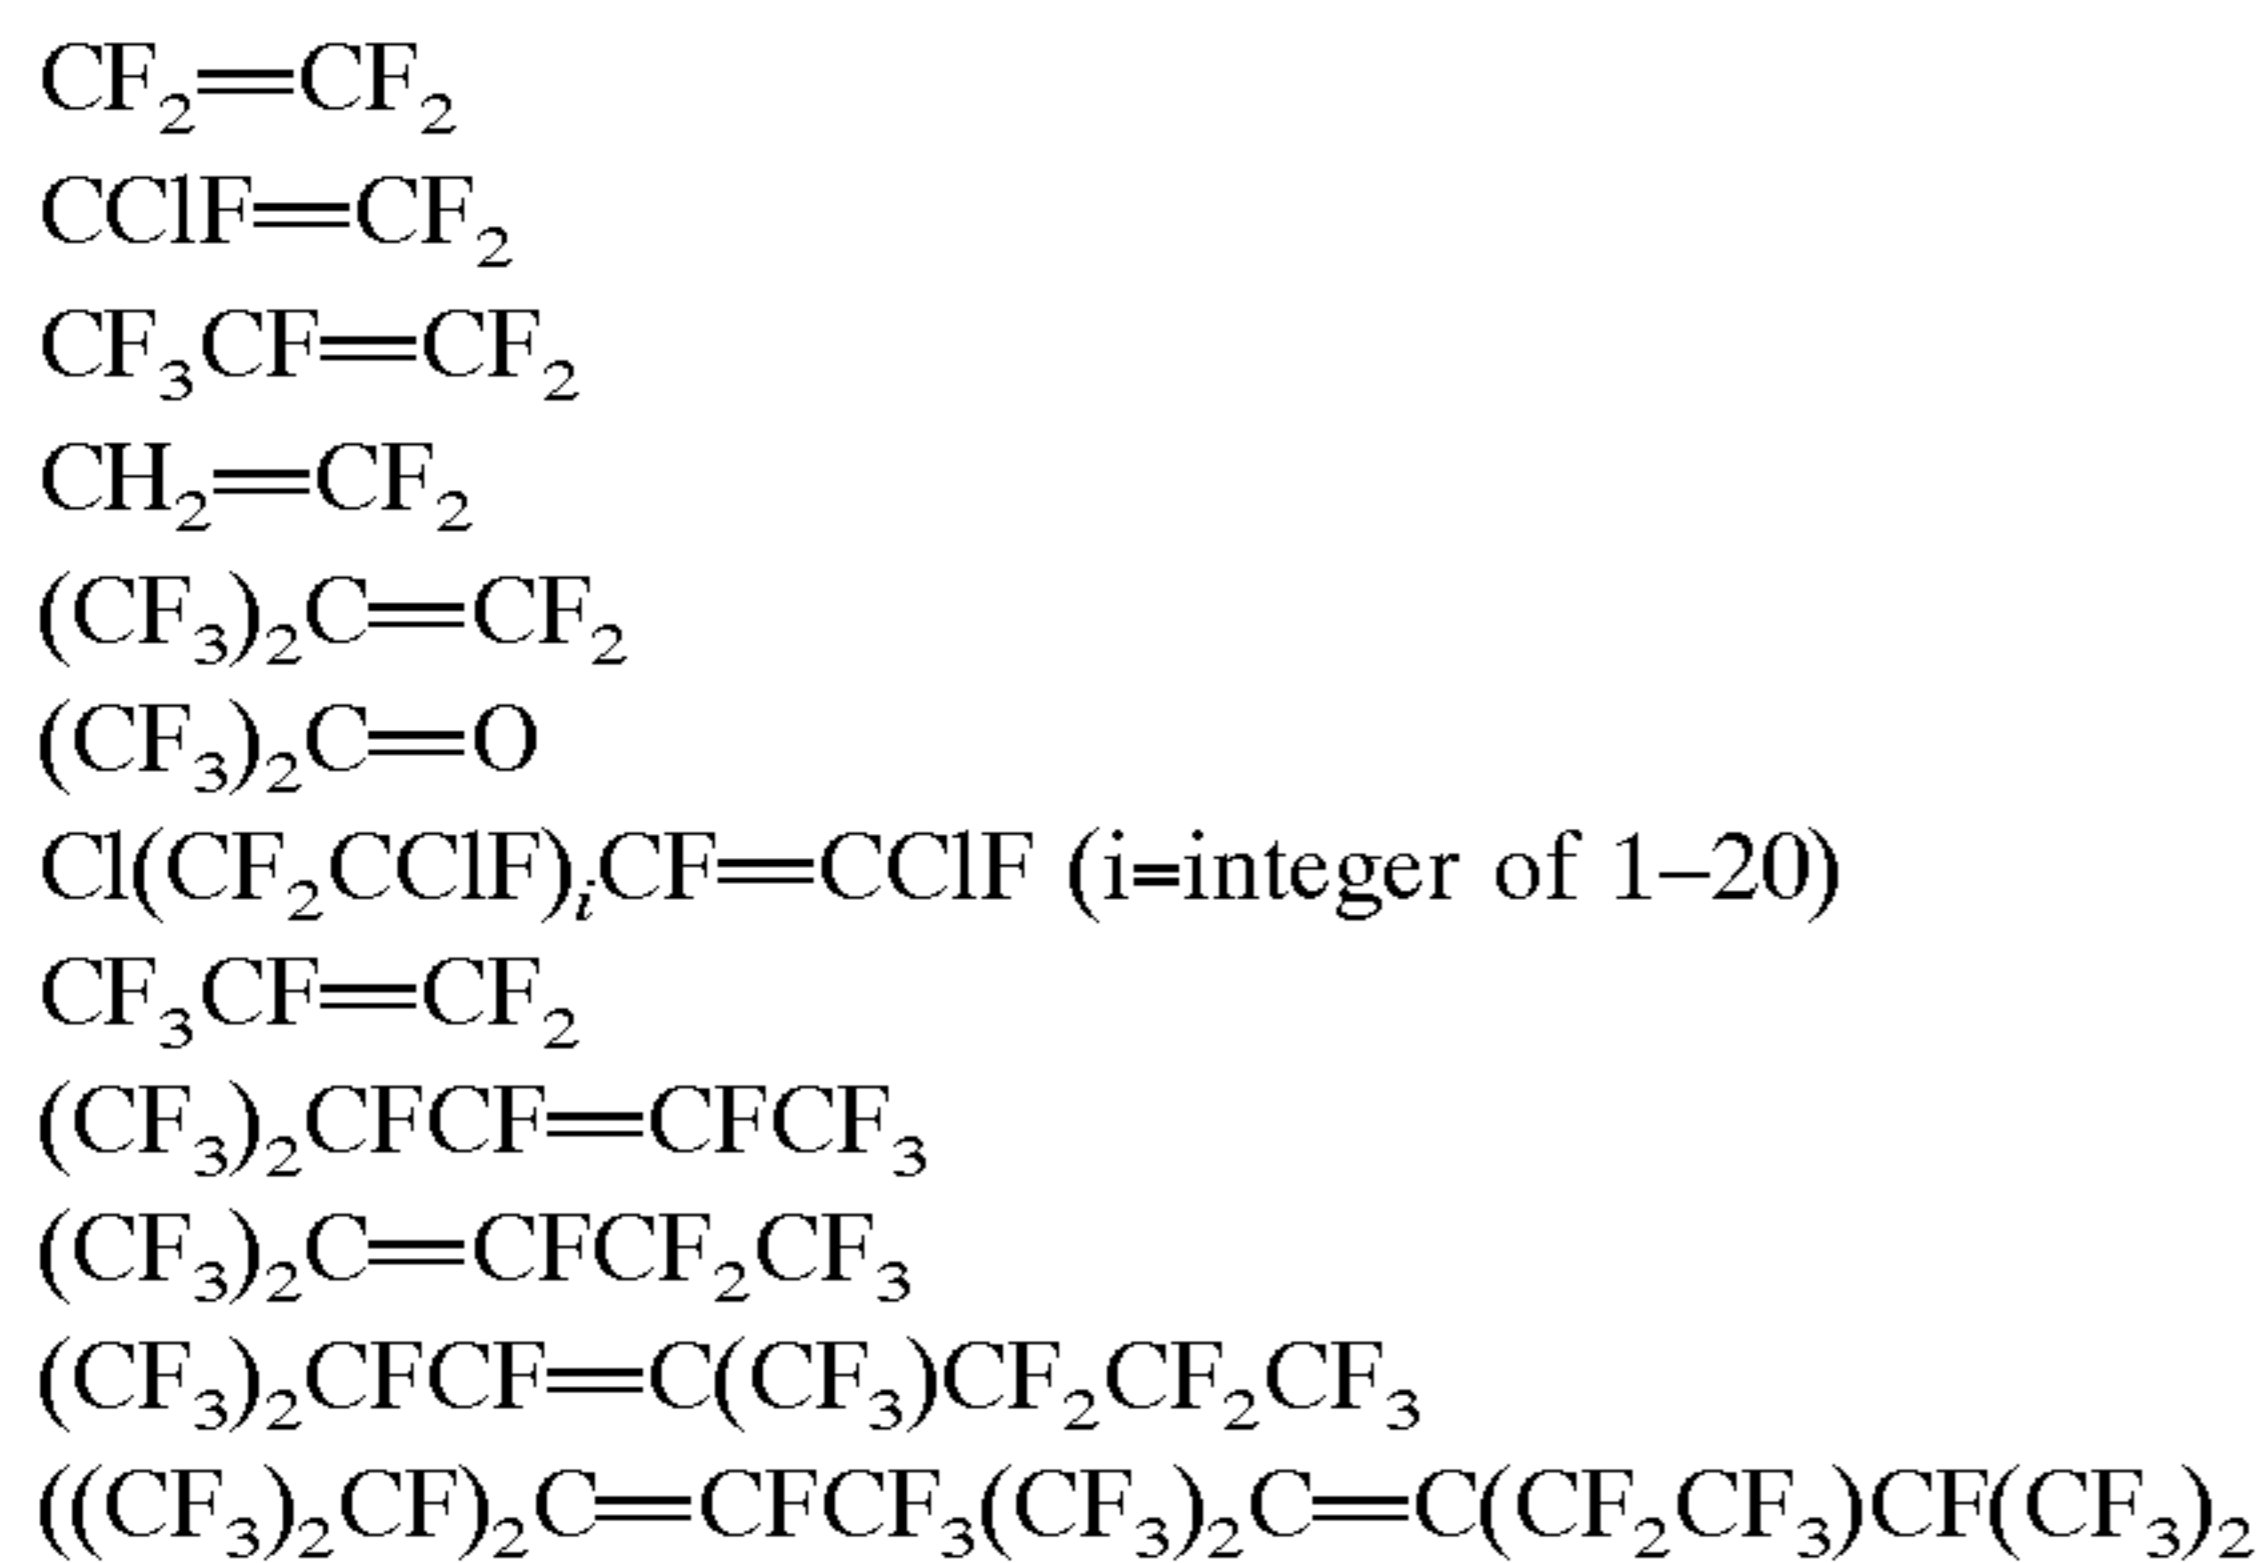 CF₂=CF₂
CClF=CF₂
CF₃CF=CF₂
CH₂=CF₂
(CF₃)₂C=CF₂
(CF₃)₂C=O
Cl(CF₂CClF)ᵢCF=CClF (i=integer of 1–20)
CF₃CF=CF₂
(CF₃)₂CFCF=CFCF₃
(CF₃)₂C=CFCF₂CF₃
(CF₃)₂CFCF=C(CF₃)CF₂CF₂CF₃
((CF₃)₂CF)₂C=CFCF₃(CF₃)₂C=C(CF₂CF₃)CF(CF₃)₂